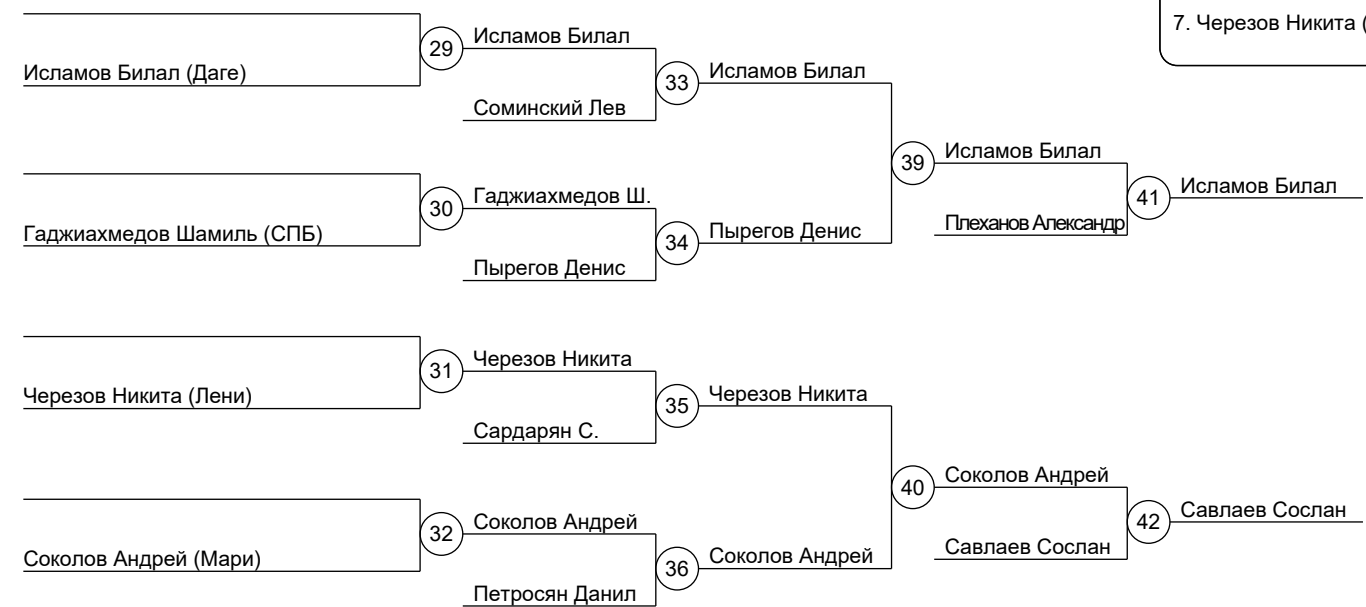 7. Черезов Никита (
29
Исламов Билал
Исламов Билал (Даге)
33
Исламов Билал
Соминский Лев
39
Исламов Билал
30
Гаджиахмедов Ш.
41
Исламов Билал
Гаджиахмедов Шамиль (СПБ)
34
Пырегов Денис
Плеханов Александр
Пырегов Денис
31
Черезов Никита
Черезов Никита (Лени)
35
Черезов Никита
Сардарян С.
40
Соколов Андрей
32
Соколов Андрей
42
Савлаев Сослан
Соколов Андрей (Мари)
36
Соколов Андрей
Савлаев Сослан
Петросян Данил